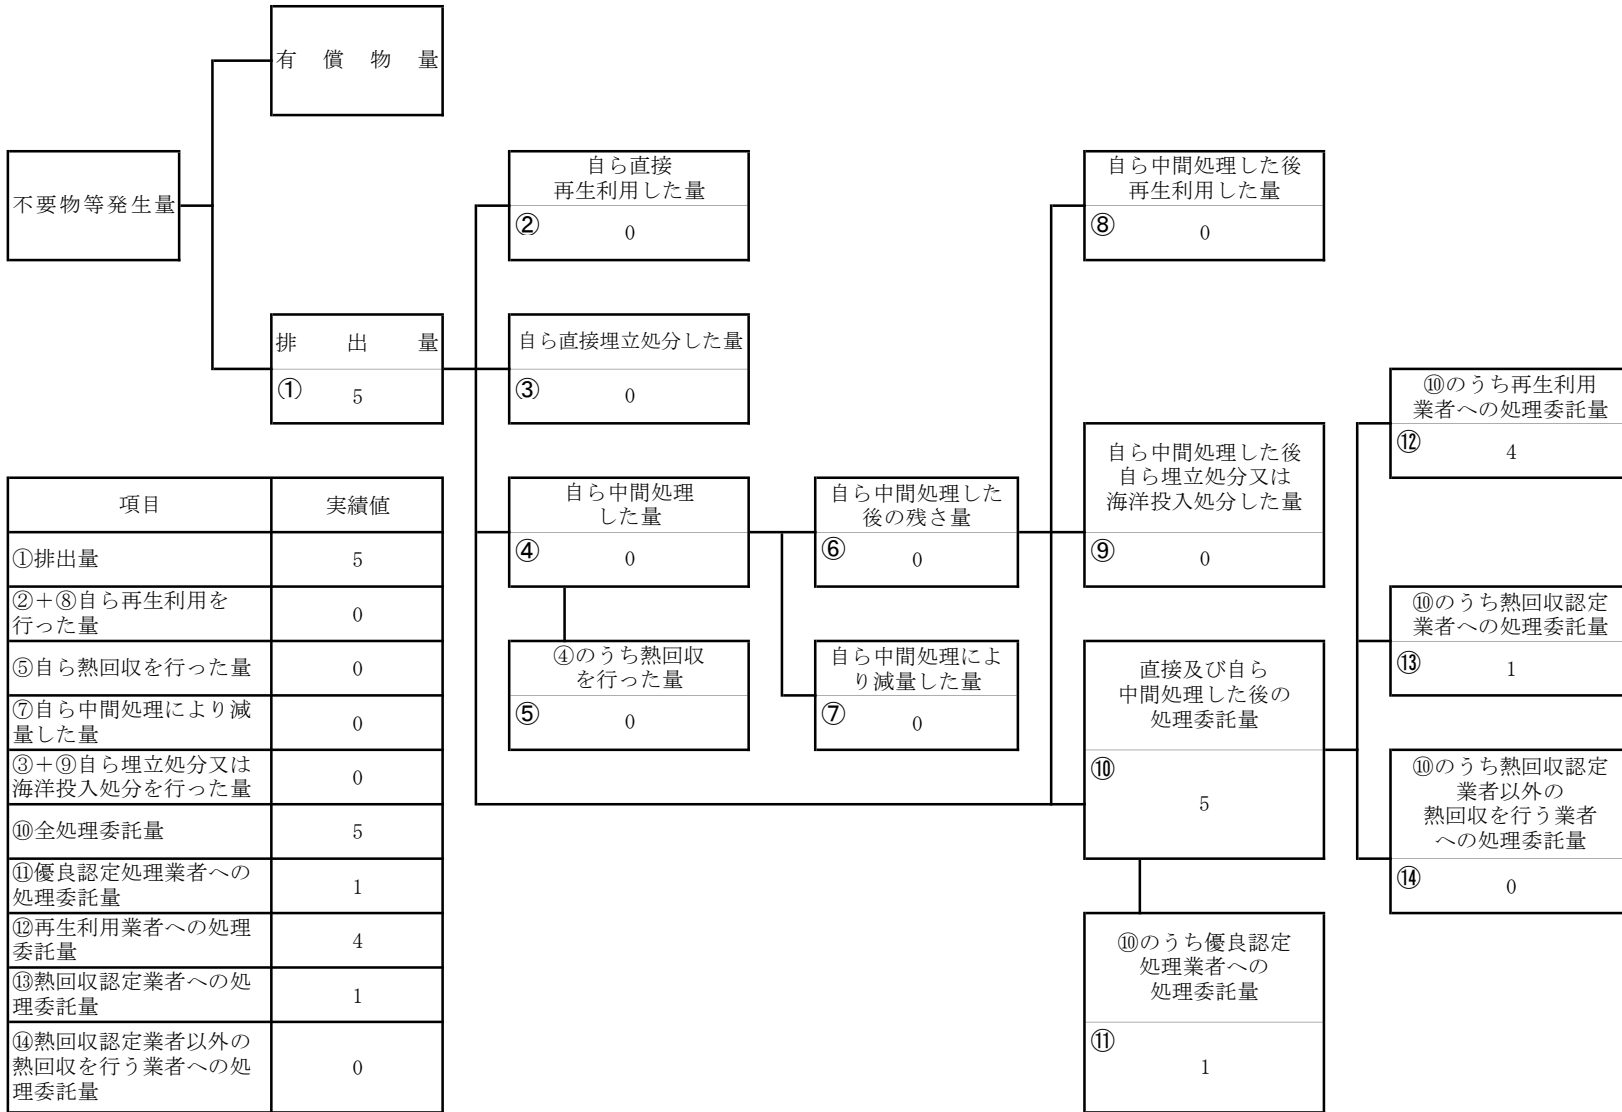 有償物量
不要物等発生量
排出量
① 5
自ら直接
再生利用した量
② 0
自ら直接埋立処分した量
③ 0
自ら中間処理
した量
④ 0
④のうち熱回収
を行った量
⑤ 0
自ら中間処理した
後の残さ量
⑥ 0
自ら中間処理によ
り減量した量
⑦ 0
自ら中間処理した後
再生利用した量
⑧ 0
自ら中間処理した後
自ら埋立処分又は
海洋投入処分した量
⑨ 0
直接及び自ら
中間処理した後の
処理委託量
⑩
5
⑩のうち優良認定
処理業者への
処理委託量
⑪
1
⑩のうち再生利用
業者への処理委託量
⑫ 4
⑩のうち熱回収認定
業者への処理委託量
⑬ 1
⑩のうち熱回収認定
業者以外の
熱回収を行う業者
への処理委託量
⑭ 0
項目 実績値
①排出量 5
②＋⑧自ら再生利用を
行った量 0
⑤自ら熱回収を行った量 0
⑦自ら中間処理により減
量した量 0
③＋⑨自ら埋立処分又は
海洋投入処分を行った量 0
⑩全処理委託量 5
⑪優良認定処理業者への
処理委託量 1
⑫再生利用業者への処理
委託量 4
⑬熱回収認定業者への処
理委託量 1
⑭熱回収認定業者以外の
熱回収を行う業者への処 0
理委託量